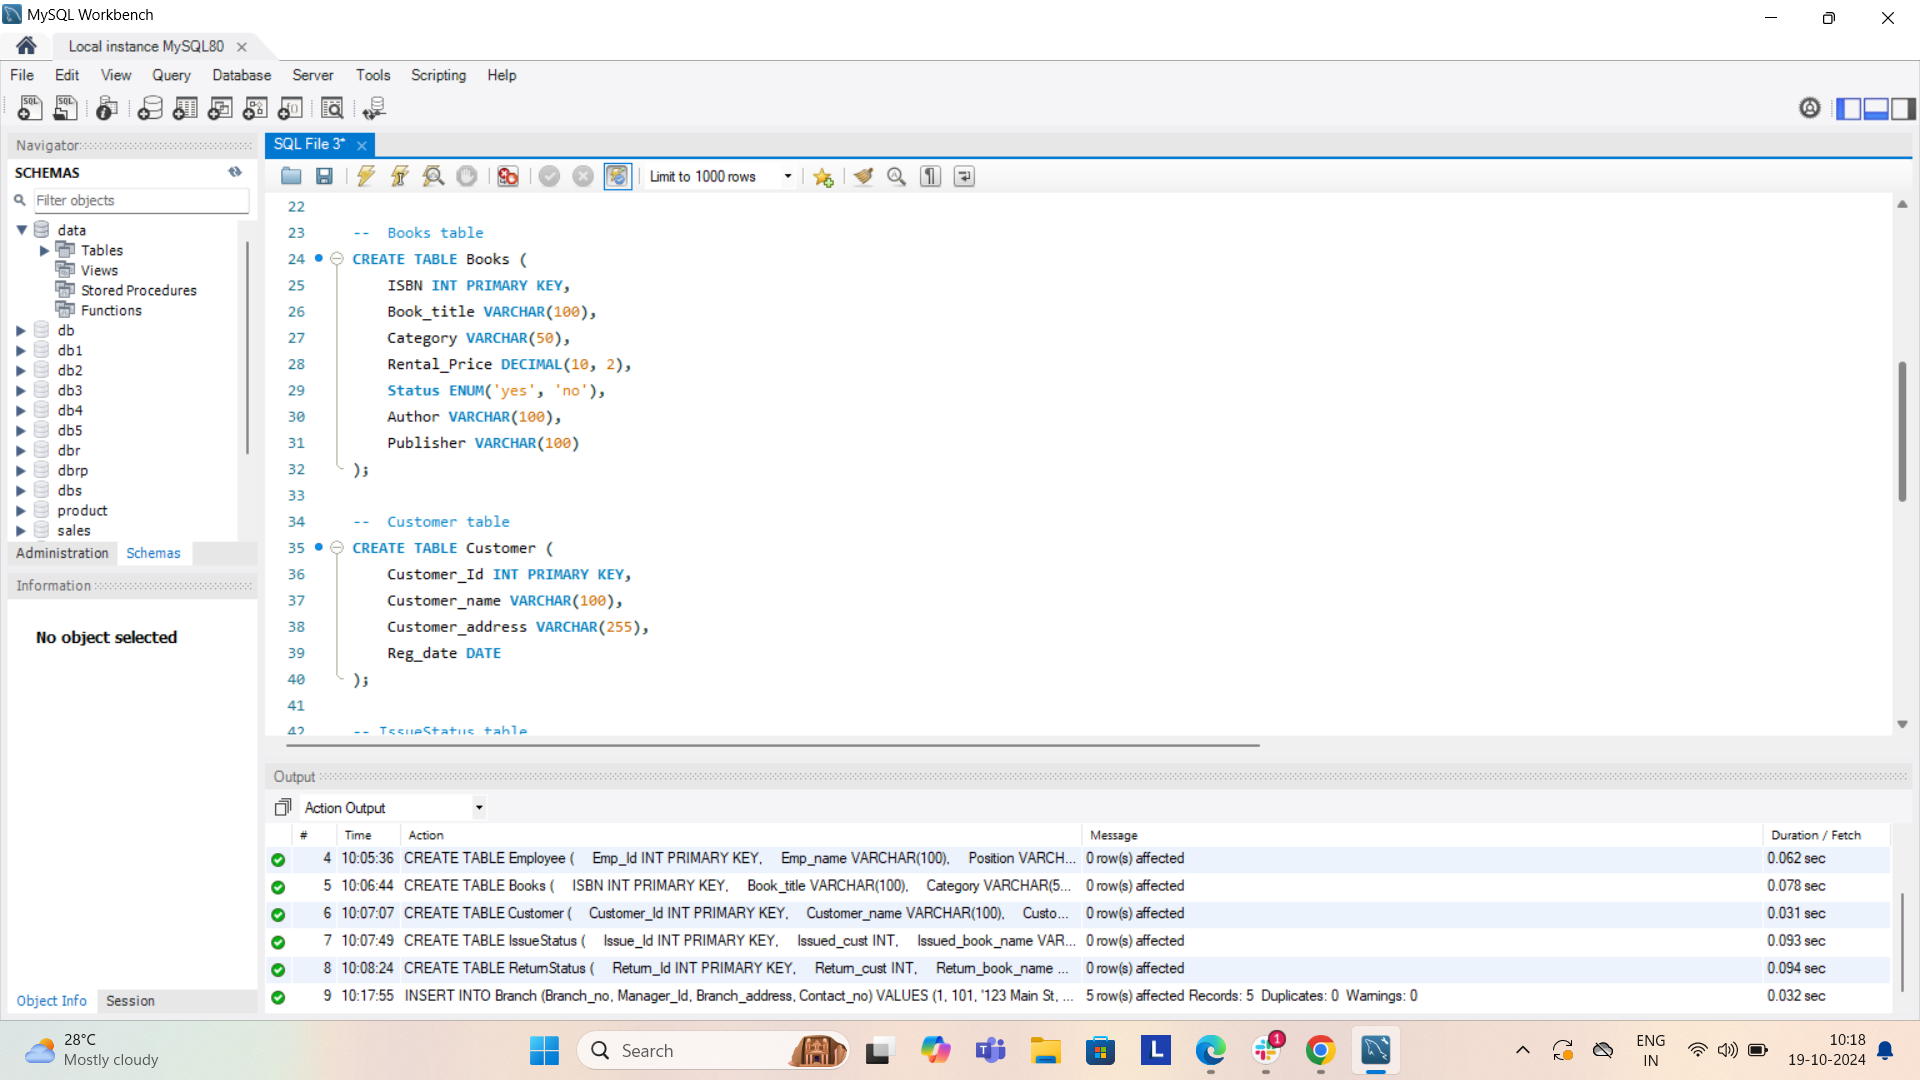 MySQL Workbench
Local instance MySQL80
File Edit View Query Database Server Tools Scripting Help
Navigator
SCHEMAS
Filter objects
data
Tables
Views
Stored Procedures
Functions
db
db1
db2
db3
db4
db5
dbr
dbrp
dbs
product
sales
Administration Schemas
Information
No object selected
Object Info Session
SQL File 3*
Limit to 1000 rows
22
23 -- Books table
24 CREATE TABLE Books (
25 ISBN INT PRIMARY KEY,
26 Book_title VARCHAR(100),
27 Category VARCHAR(50),
28 Rental_Price DECIMAL(10, 2),
29 Status ENUM('yes', 'no'),
30 Author VARCHAR(100),
31 Publisher VARCHAR(100)
32 );
33
34 -- Customer table
35 CREATE TABLE Customer (
36 Customer_Id INT PRIMARY KEY,
37 Customer_name VARCHAR(100),
38 Customer_address VARCHAR(255),
39 Reg_date DATE
40 );
41
42 -- IssueStatus table
Output
Action Output
# Time Action Message Duration / Fetch
4 10:05:36 CREATE TABLE Employee ( Emp_Id INT PRIMARY KEY, Emp_name VARCHAR(100), Position VARCH... 0 row(s) affected 0.062 sec
5 10:06:44 CREATE TABLE Books ( ISBN INT PRIMARY KEY, Book_title VARCHAR(100), Category VARCHAR(5... 0 row(s) affected 0.078 sec
6 10:07:07 CREATE TABLE Customer ( Customer_Id INT PRIMARY KEY, Customer_name VARCHAR(100), Custo... 0 row(s) affected 0.031 sec
7 10:07:49 CREATE TABLE IssueStatus ( Issue_Id INT PRIMARY KEY, Issued_cust INT, Issued_book_name VAR... 0 row(s) affected 0.093 sec
8 10:08:24 CREATE TABLE ReturnStatus ( Return_Id INT PRIMARY KEY, Return_cust INT, Return_book_name ... 0 row(s) affected 0.094 sec
9 10:17:55 INSERT INTO Branch (Branch_no, Manager_Id, Branch_address, Contact_no) VALUES (1, 101, '123 Main St, ... 5 row(s) affected Records: 5 Duplicates: 0 Warnings: 0 0.032 sec
28°C
Mostly cloudy
Search
1
ENG
IN
10:18
19-10-2024